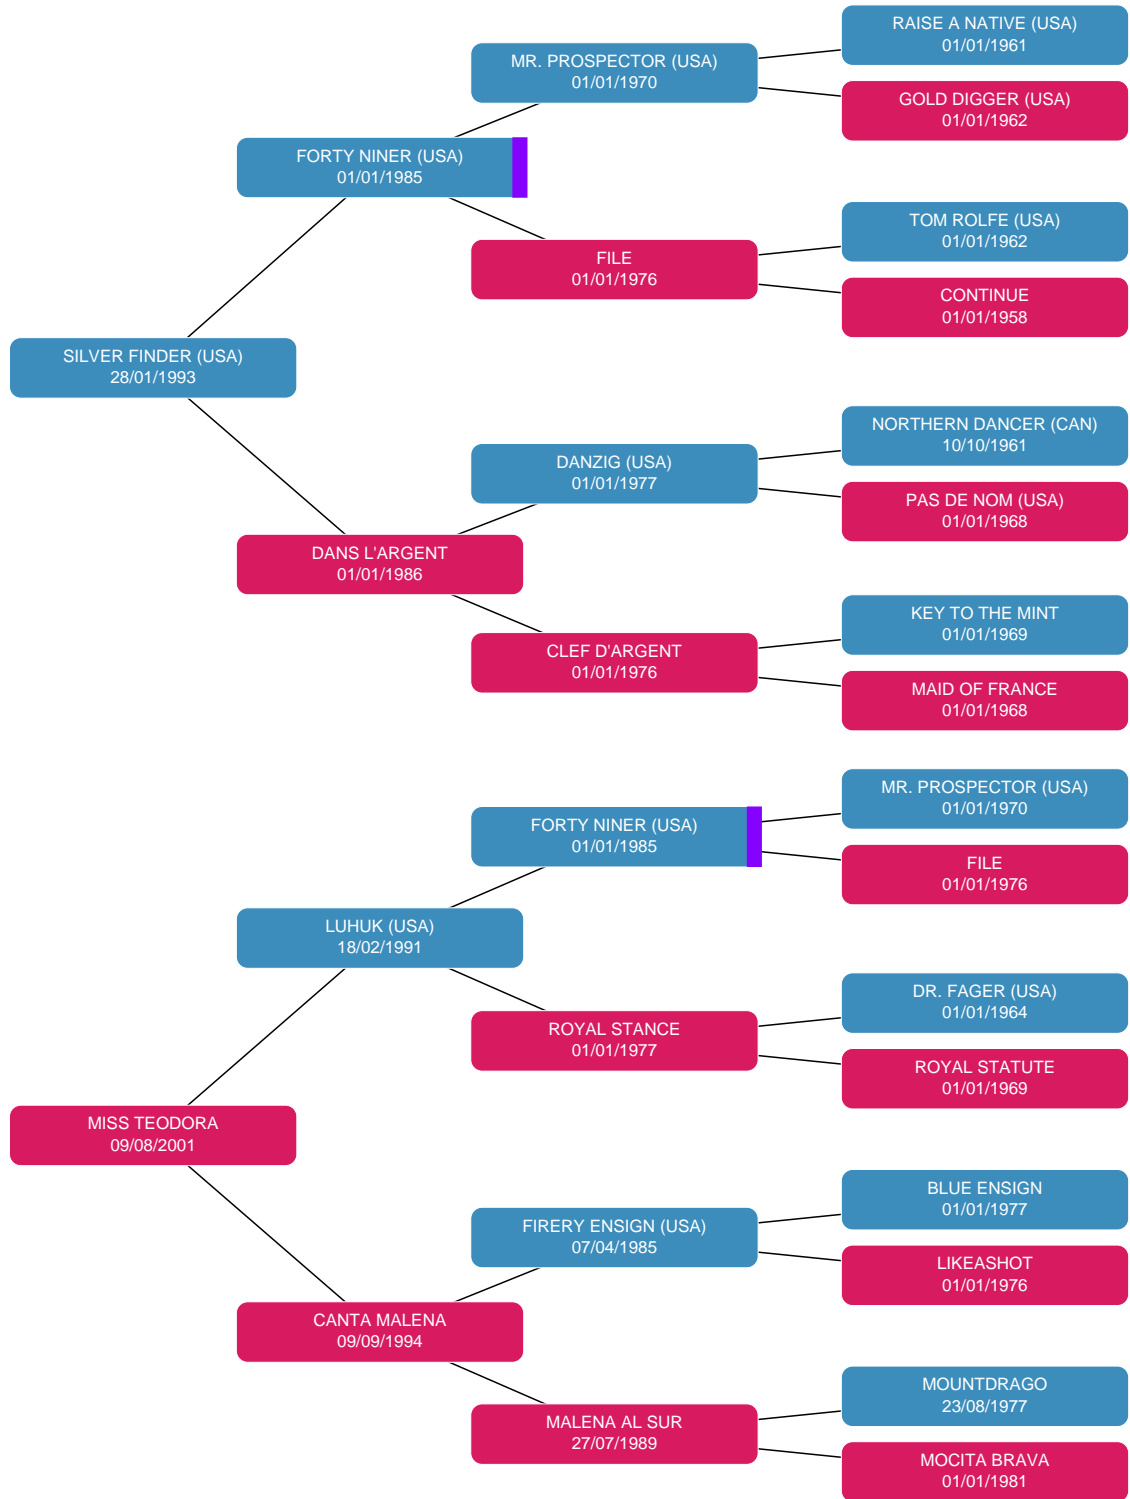 RAISE A NATIVE (USA)
01/01/1961
MR. PROSPECTOR (USA)
01/01/1970
GOLD DIGGER (USA)
01/01/1962
FORTY NINER (USA)
01/01/1985
TOM ROLFE (USA)
01/01/1962
FILE
01/01/1976
CONTINUE
01/01/1958
SILVER FINDER (USA)
28/01/1993
NORTHERN DANCER (CAN)
10/10/1961
DANZIG (USA)
01/01/1977
PAS DE NOM (USA)
01/01/1968
DANS L'ARGENT
01/01/1986
KEY TO THE MINT
01/01/1969
CLEF D'ARGENT
01/01/1976
MAID OF FRANCE
01/01/1968
MR. PROSPECTOR (USA)
01/01/1970
FORTY NINER (USA)
01/01/1985
FILE
01/01/1976
LUHUK (USA)
18/02/1991
DR. FAGER (USA)
01/01/1964
ROYAL STANCE
01/01/1977
ROYAL STATUTE
01/01/1969
MISS TEODORA
09/08/2001
BLUE ENSIGN
01/01/1977
FIRERY ENSIGN (USA)
07/04/1985
LIKEASHOT
01/01/1976
CANTA MALENA
09/09/1994
MOUNTDRAGO
23/08/1977
MALENA AL SUR
27/07/1989
MOCITA BRAVA
01/01/1981